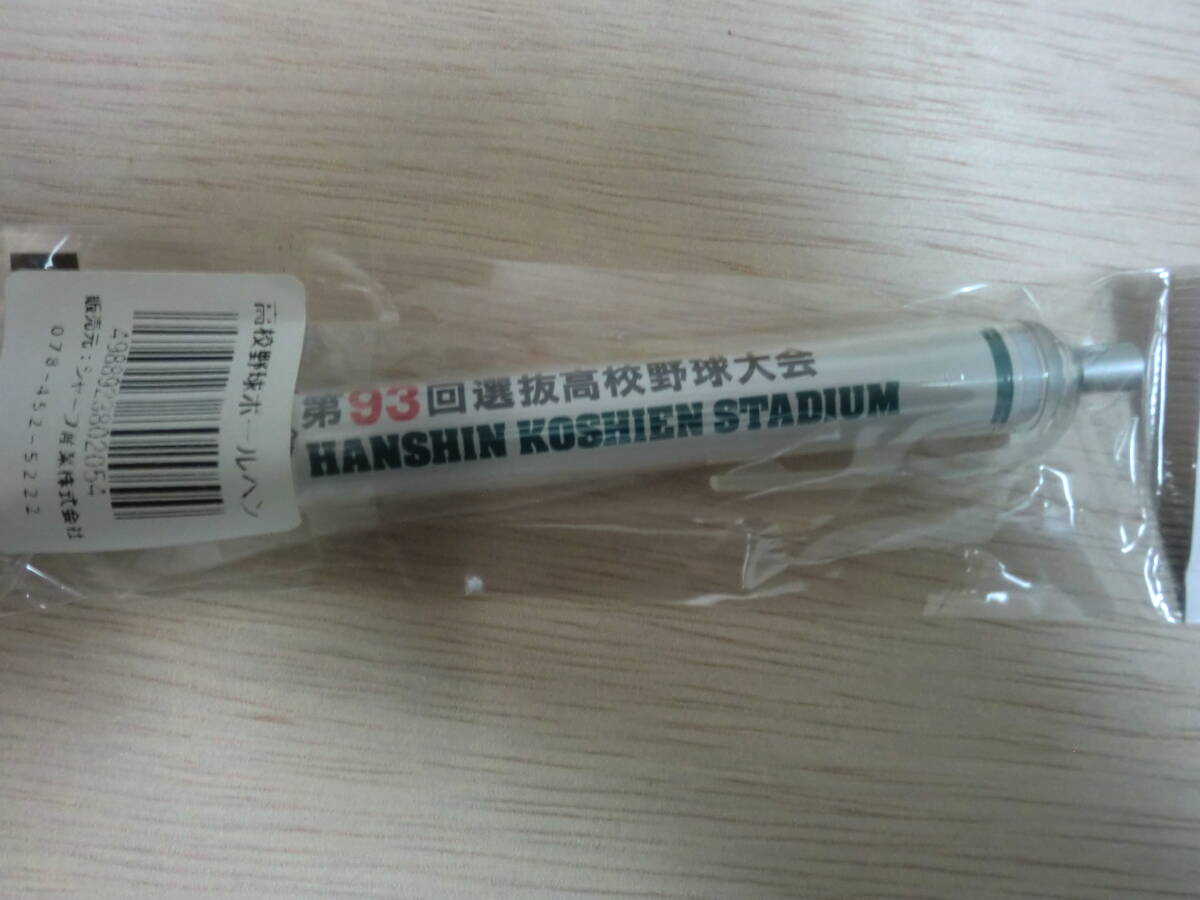 高校野球ボールペン
4988923802054
販売元:シャープ産業株式会社
078-452-5222
第93回選抜高校野球大会
HANSHIN KOSHIEN STADIUM